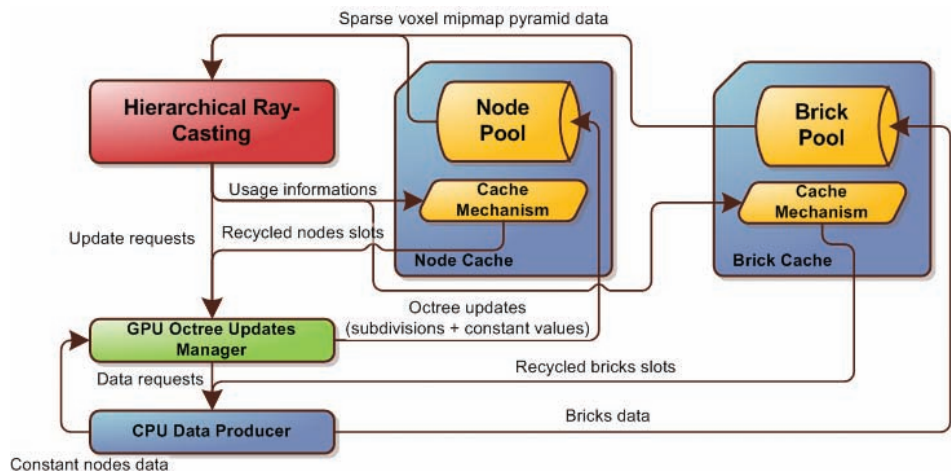 Sparse voxel mipmap pyramid data
Hierarchical Ray-
Casting
Node
Pool
Brick
Pool
Usage informations
Cache
Mechanism
Cache
Mechanism
Update requests
Recycled nodes slots
Node Cache
Brick Cache
Octree updates
(subdivisions + constant values)
GPU Octree Updates
Manager
Recycled bricks slots
Data requests
CPU Data Producer
Bricks data
Constant nodes data